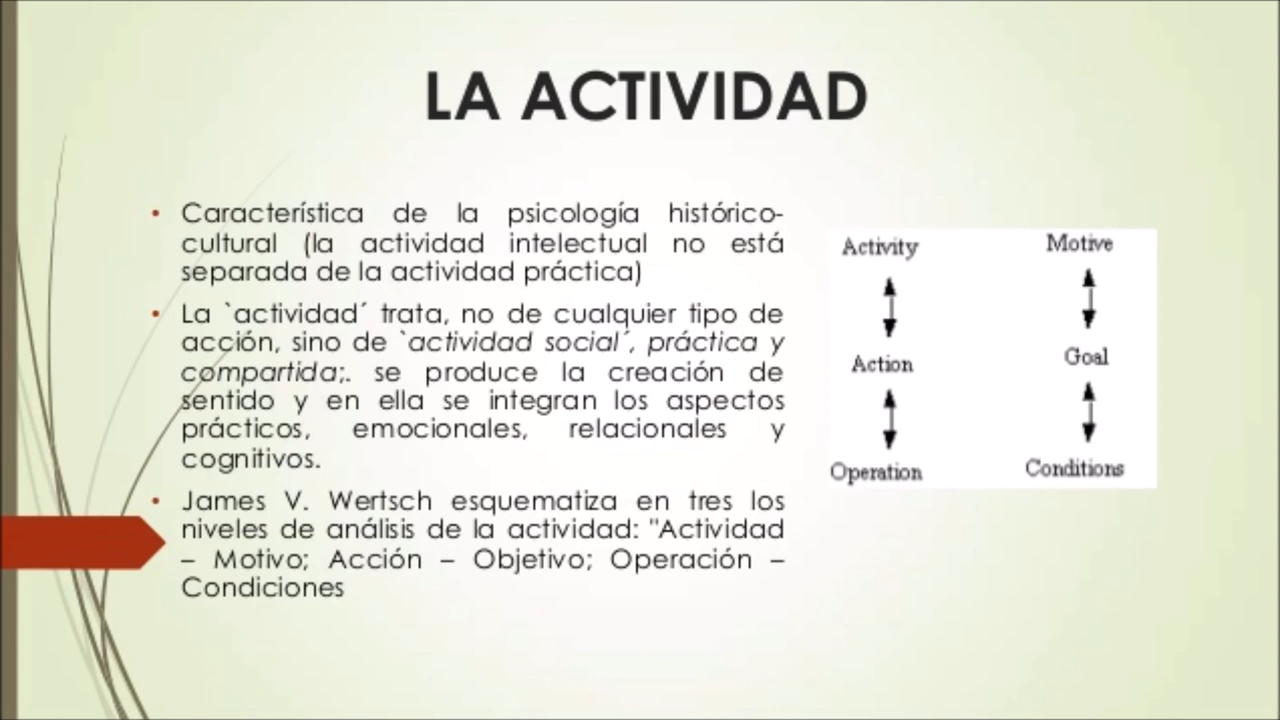 LA ACTIVIDAD
• Característica de la psicología histórico-
cultural (la actividad intelectual no está
separada de la actividad práctica)
• La `actividad´ trata, no de cualquier tipo de
acción, sino de `actividad social´, práctica y
compartida;. se produce la creación de
sentido y en ella se integran los aspectos
prácticos, emocionales, relacionales y
cognitivos.
• James V. Wertsch esquematiza en tres los
niveles de análisis de la actividad: "Actividad
– Motivo; Acción – Objetivo; Operación –
Condiciones
Activity Motive
Action Goal
Operation Conditions